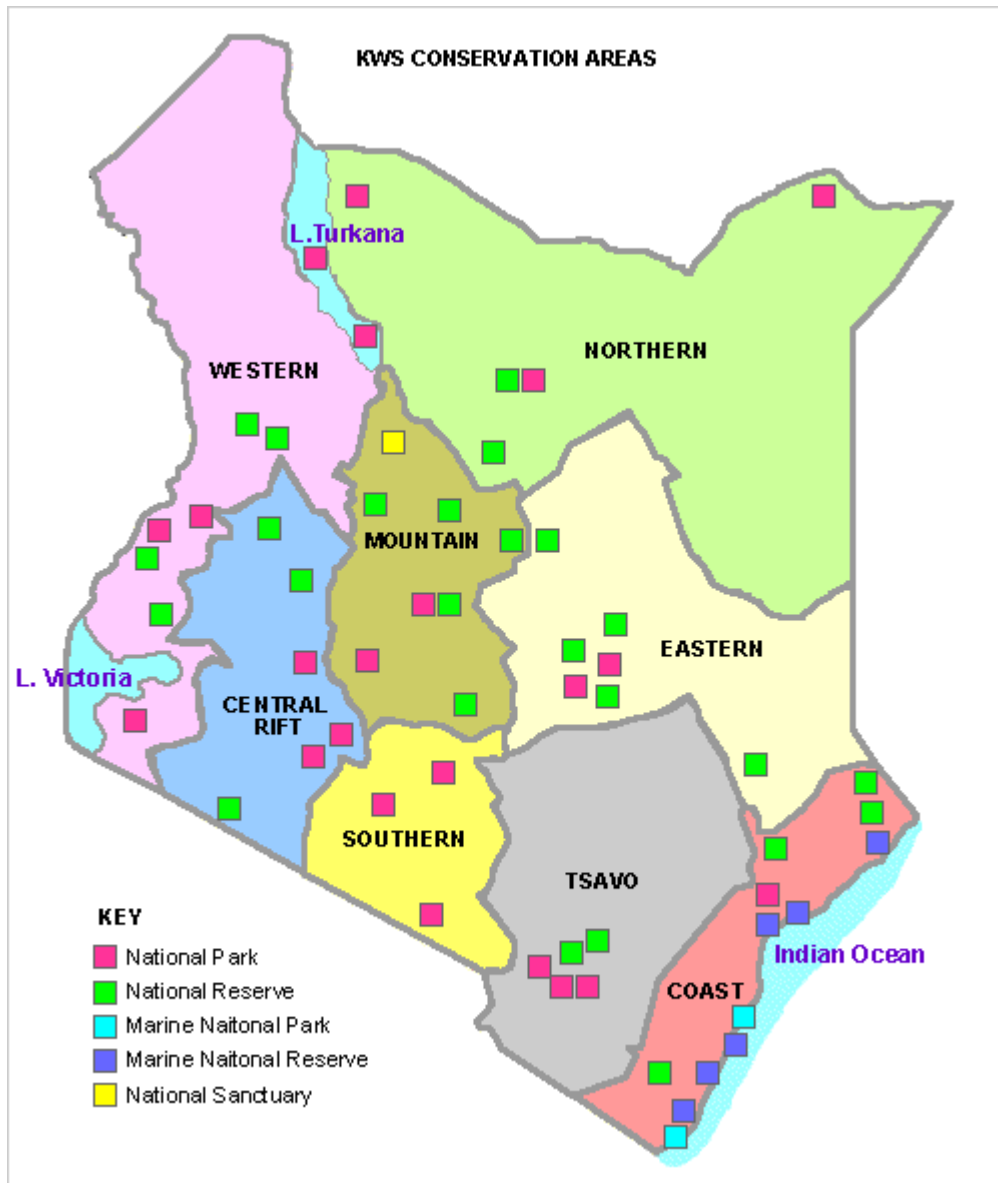 KWS CONSERVATION AREAS
L.Turkana
NORTHERN
WESTERN
MOUNTAIN
EASTERN
L. Victoria
CENTRAL
RIFT
SOUTHERN
TSAVO
KEY
National Park
Indian Ocean
National Reserve
COAST
Marine Naitonal Park
Marine Naitonal Reserve
National Sanctuary